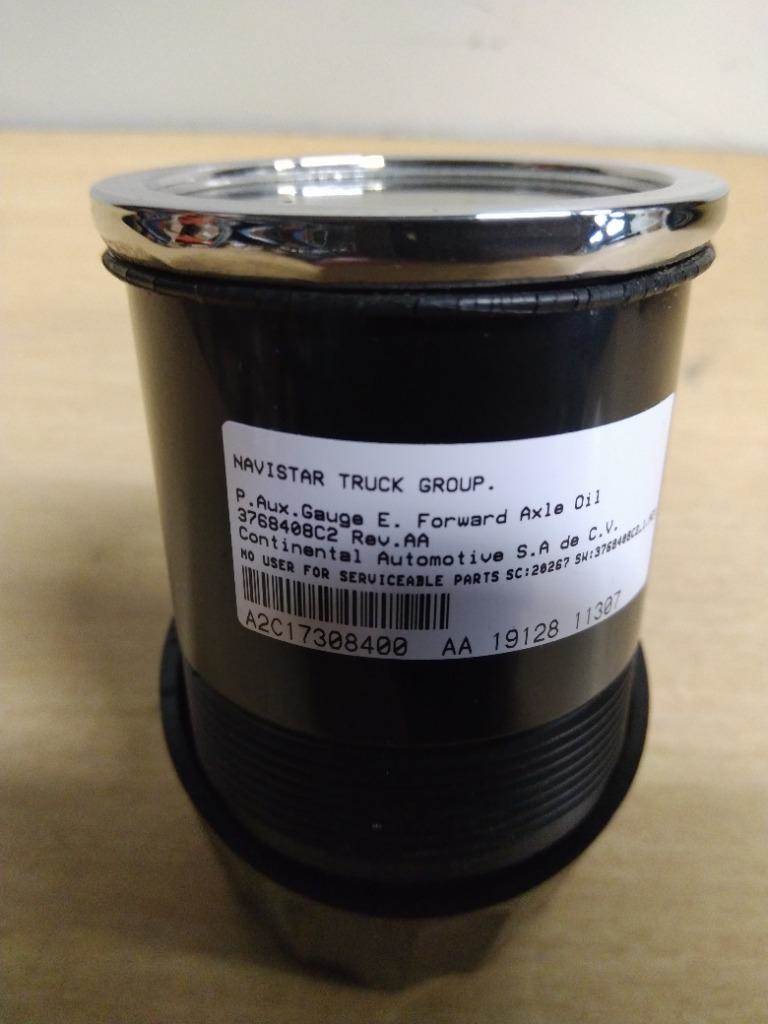 NAVISTAR TRUCK GROUP.
P.Aux.Gauge E. Forward Axle Oil
3768408C2 Rev.AA
Continental Automotive S.A de C.V.
NO USER FOR SERVICEABLE PARTS SC:20267
A2C17308400 AA 19128 11307